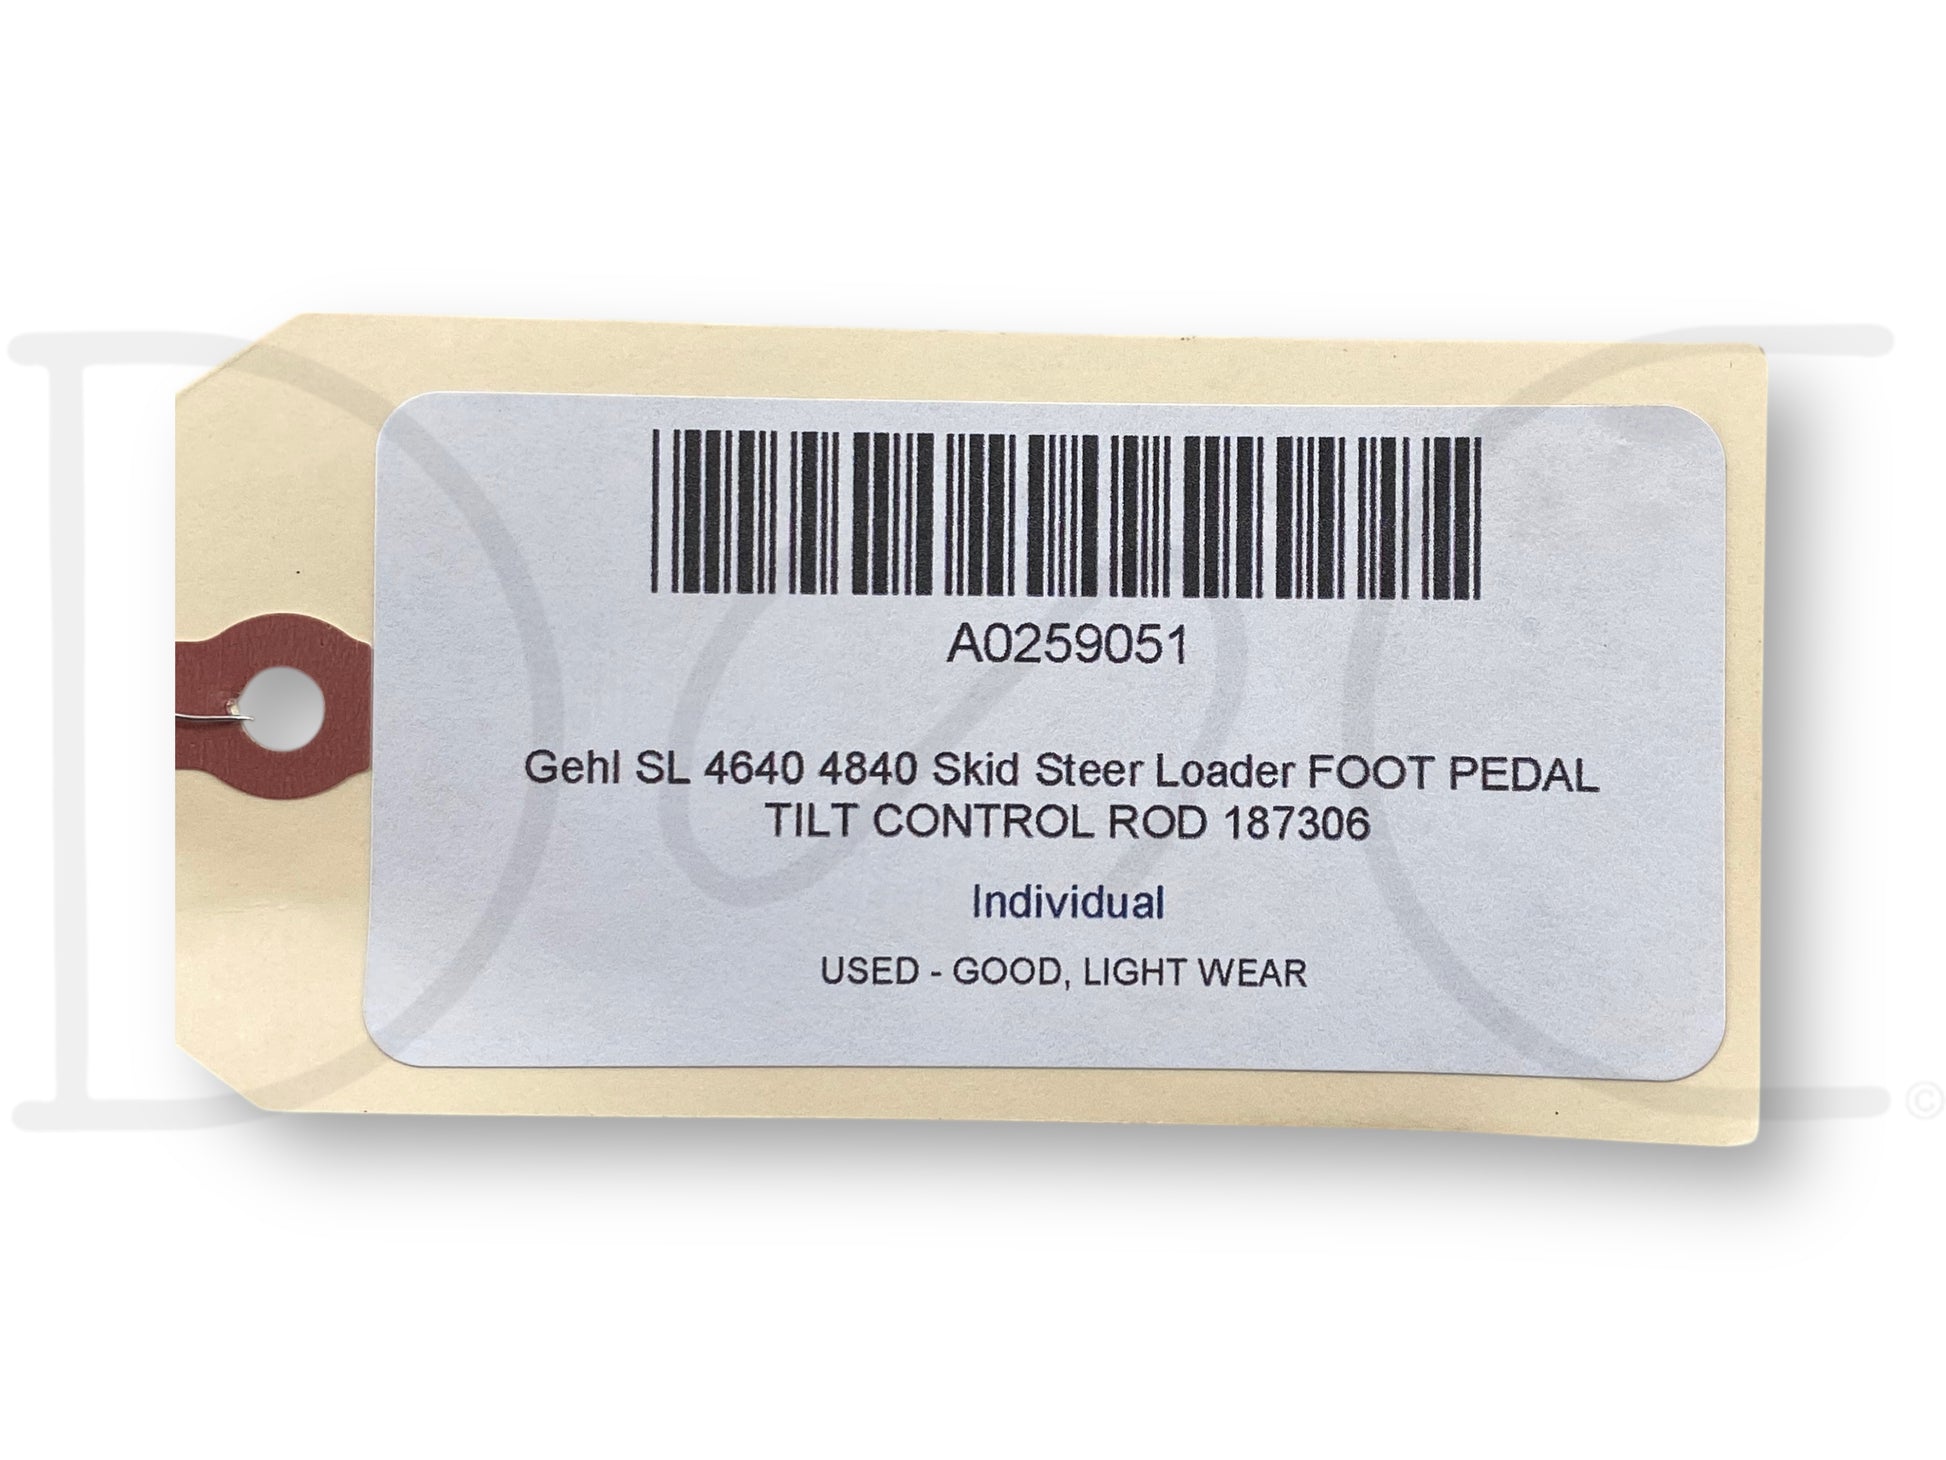 A0259051
Gehl SL 4640 4840 Skid Steer Loader FOOT PEDAL
TILT CONTROL ROD 187306
Individual
USED - GOOD, LIGHT WEAR
©